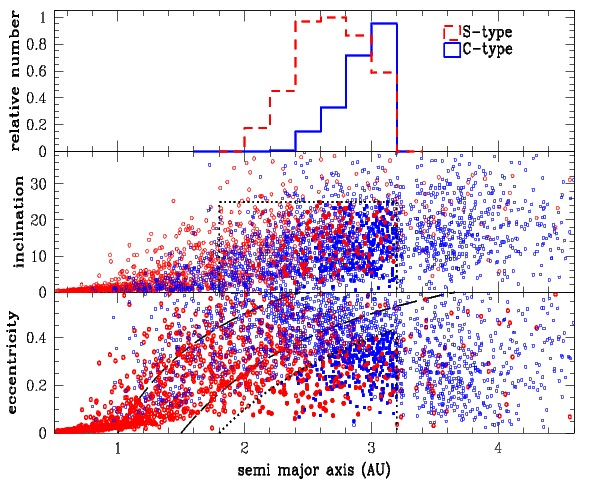 relative number
1
0.8
0.6
0.4
0.2
0
S-type
C-type
inclination
30
20
10
0
eccentricity
0.4
0.2
0
1
2
3
4
semi major axis (AU)